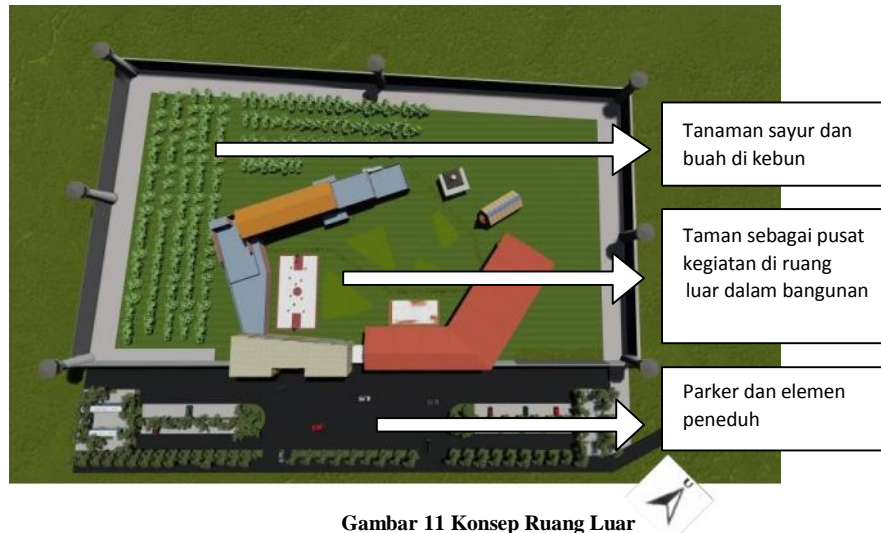 Tanaman sayur dan
buah di kebun
Taman sebagai pusat
kegiatan di ruang
luar dalam bangunan
Parker dan elemen
peneduh
U
Gambar 11 Konsep Ruang Luar